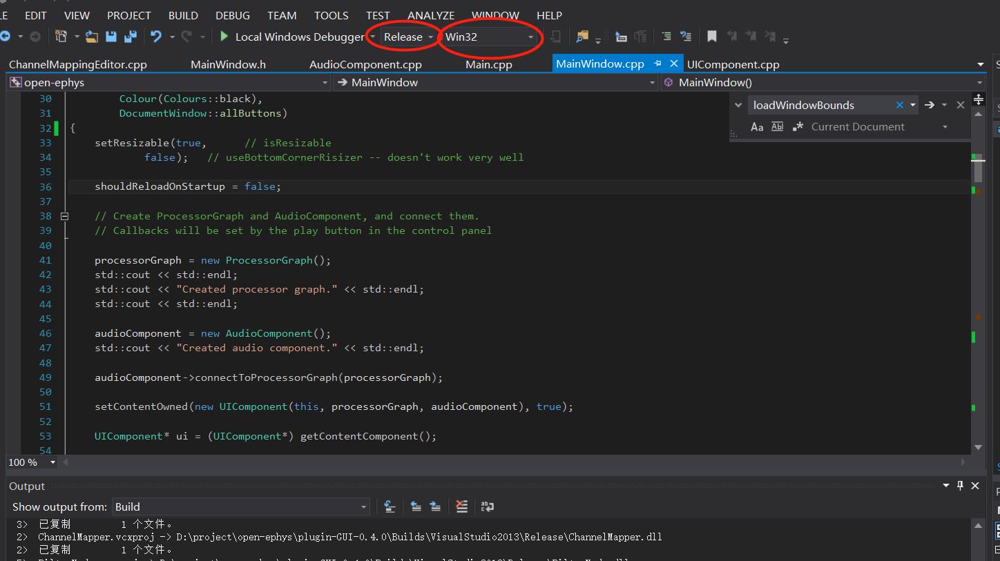 LE EDIT VIEW PROJECT BUILD DEBUG TEAM TOOLS TEST ANALYZE WINDOW HELP
Local Windows Debugger Release Win32
ChannelMappingEditor.cpp MainWindow.h AudioComponent.cpp Main.cpp MainWindow.cpp UIComponent.cpp
open-ephys MainWindow MainWindow()
loadWindowBounds
Aa Abl .* Current Document
30 Colour(Colours::black),
31 DocumentWindow::allButtons)
32 {
33 setResizable(true, // isResizable
34 false); // useBottomCornerRisizer -- doesn't work very well
35
36 shouldReloadOnStartup = false;
37
38 // Create ProcessorGraph and AudioComponent, and connect them.
39 // Callbacks will be set by the play button in the control panel
40
41 processorGraph = new ProcessorGraph();
42 std::cout << std::endl;
43 std::cout << "Created processor graph." << std::endl;
44 std::cout << std::endl;
45
46 audioComponent = new AudioComponent();
47 std::cout << "Created audio component." << std::endl;
48
49 audioComponent->connectToProcessorGraph(processorGraph);
50
51 setContentOwned(new UIComponent(this, processorGraph, audioComponent), true);
52
53 UIComponent* ui = (UIComponent*) getContentComponent();
54
100 %
Output
Show output from: Build
3> 已复制 1 个文件。
2> ChannelMapper.vcxproj -> D:\project\open-ephys\plugin-GUI-0.4.0\Builds\VisualStudio2013\Release\ChannelMapper.dll
2> 已复制 1 个文件。